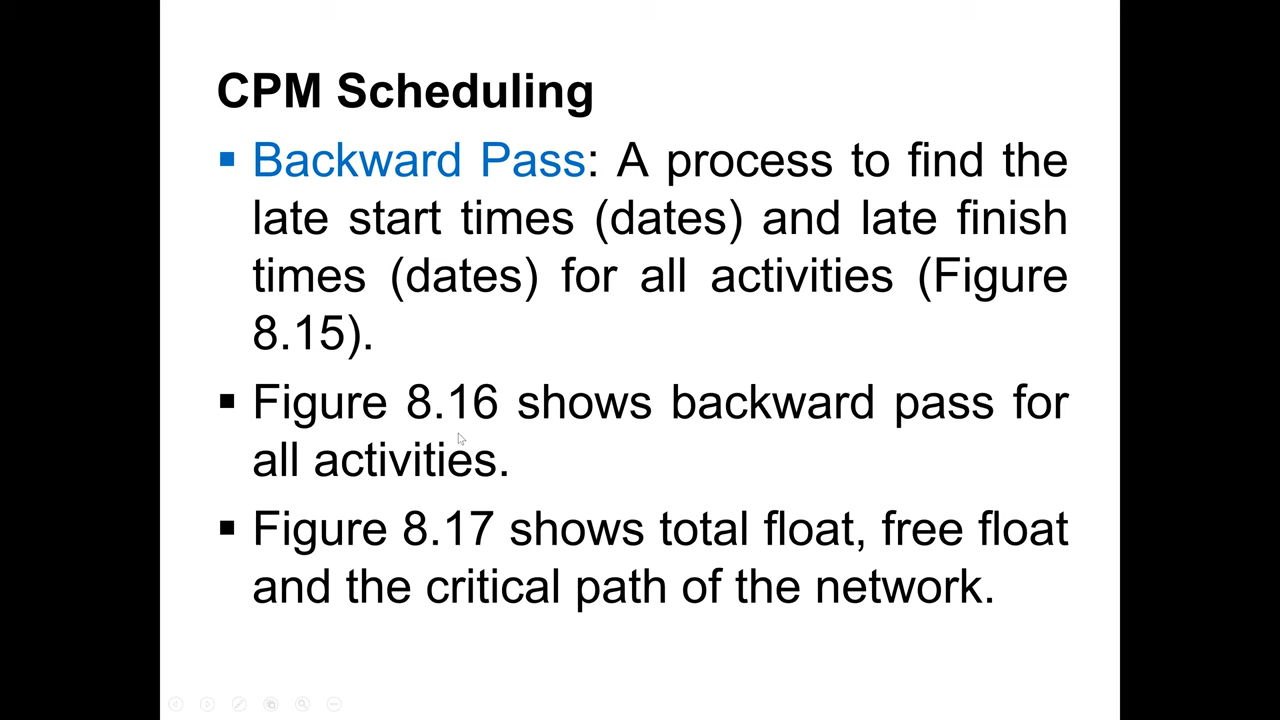 CPM Scheduling
▪ Backward Pass: A process to find the
late start times (dates) and late finish
times (dates) for all activities (Figure
8.15).
▪ Figure 8.16 shows backward pass for
all activities.
▪ Figure 8.17 shows total float, free float
and the critical path of the network.